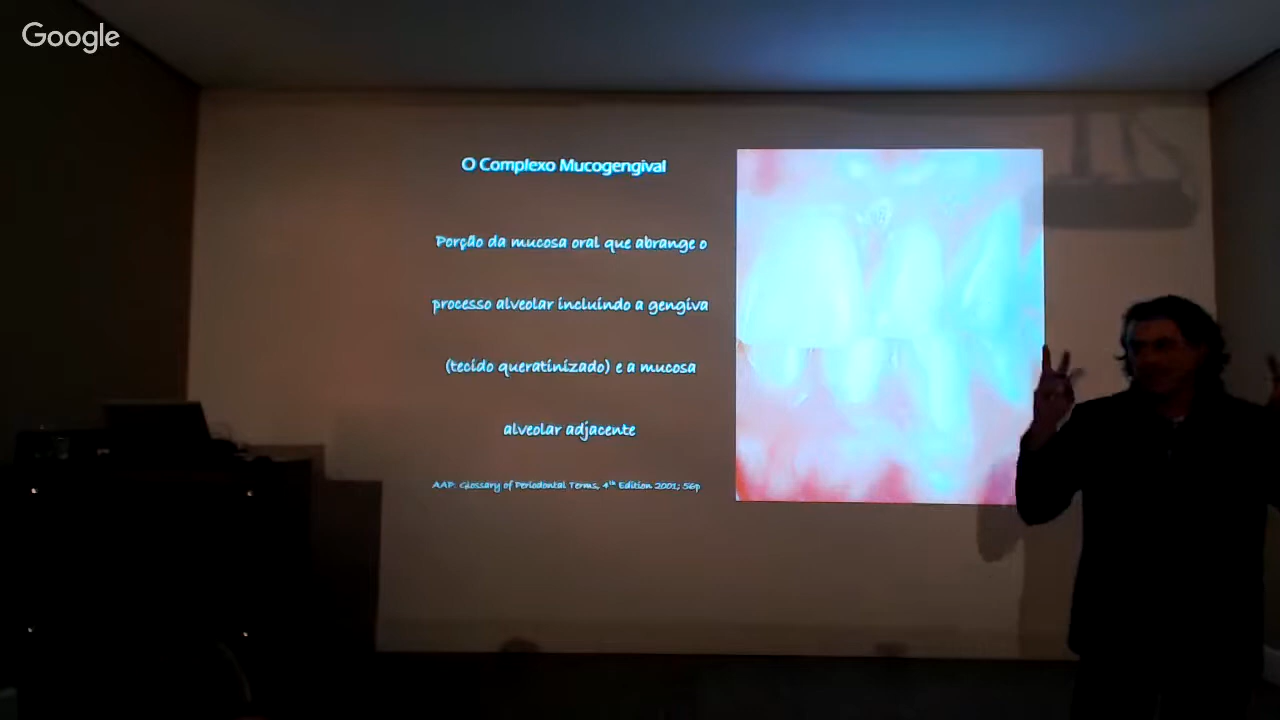 Google
O Complexo Mucogengival
Porção da mucosa oral que abrange o
processo alveolar incluindo a gengiva
(tecido queratinizado) e a mucosa
alveolar adjacente
AAP: Glossary of Periodontal Terms, 4th Edition 2001; 56p